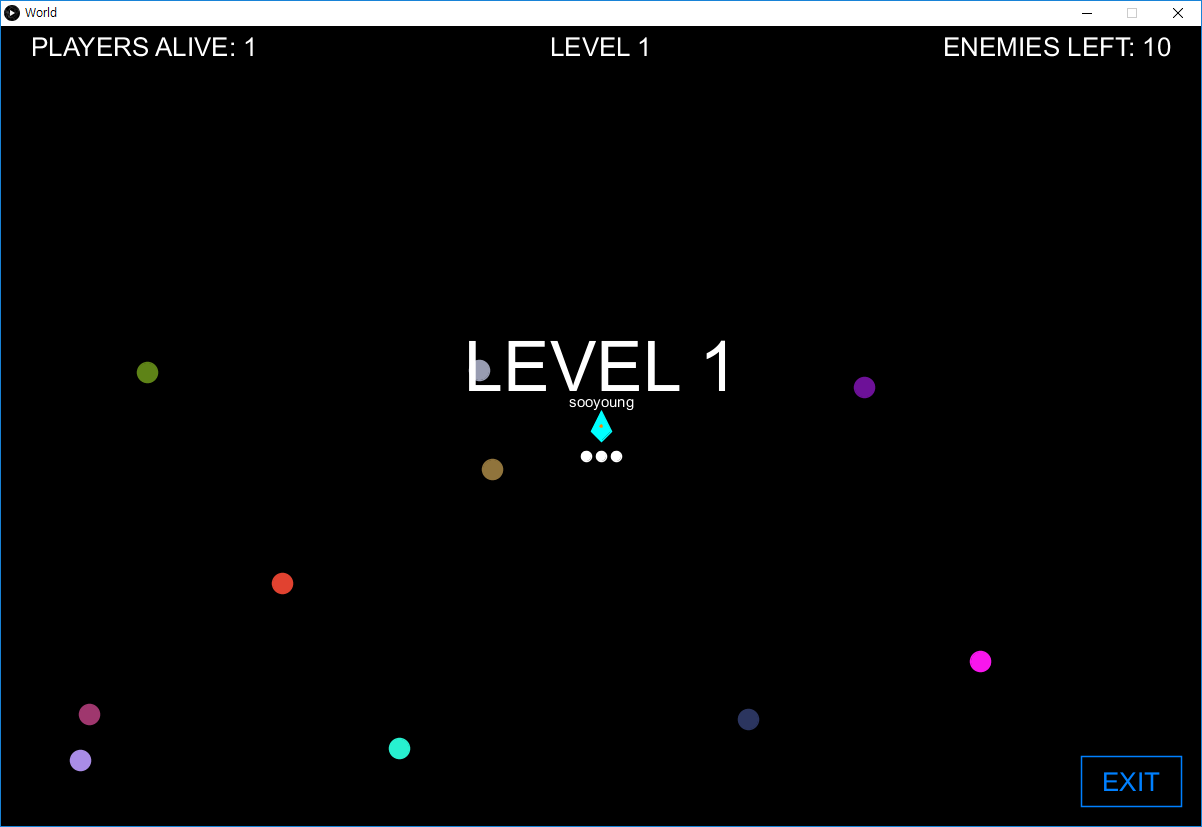 World
PLAYERS ALIVE: 1
LEVEL 1
ENEMIES LEFT: 10
LEVEL 1
sooyoung
EXIT